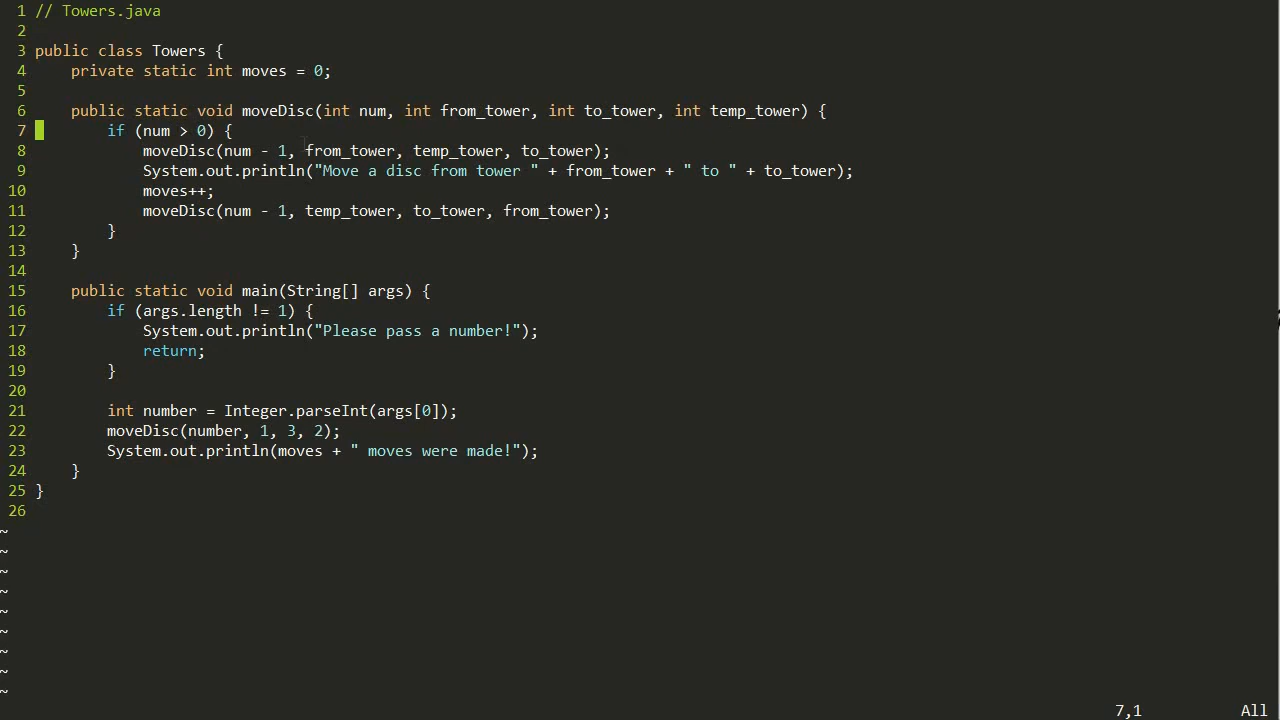 1 // Towers.java
2
3 public class Towers {
4     private static int moves = 0;
5
6     public static void moveDisc(int num, int from_tower, int to_tower, int temp_tower) {
7         if (num > 0) {
8             moveDisc(num - 1, from_tower, temp_tower, to_tower);
9             System.out.println("Move a disc from tower " + from_tower + " to " + to_tower);
10             moves++;
11             moveDisc(num - 1, temp_tower, to_tower, from_tower);
12         }
13     }
14
15     public static void main(String[] args) {
16         if (args.length != 1) {
17             System.out.println("Please pass a number!");
18             return;
19         }
20
21         int number = Integer.parseInt(args[0]);
22         moveDisc(number, 1, 3, 2);
23         System.out.println(moves + " moves were made!");
24     }
25 }
26
~
~
~
~
~
~
~
~
~
7,1 All